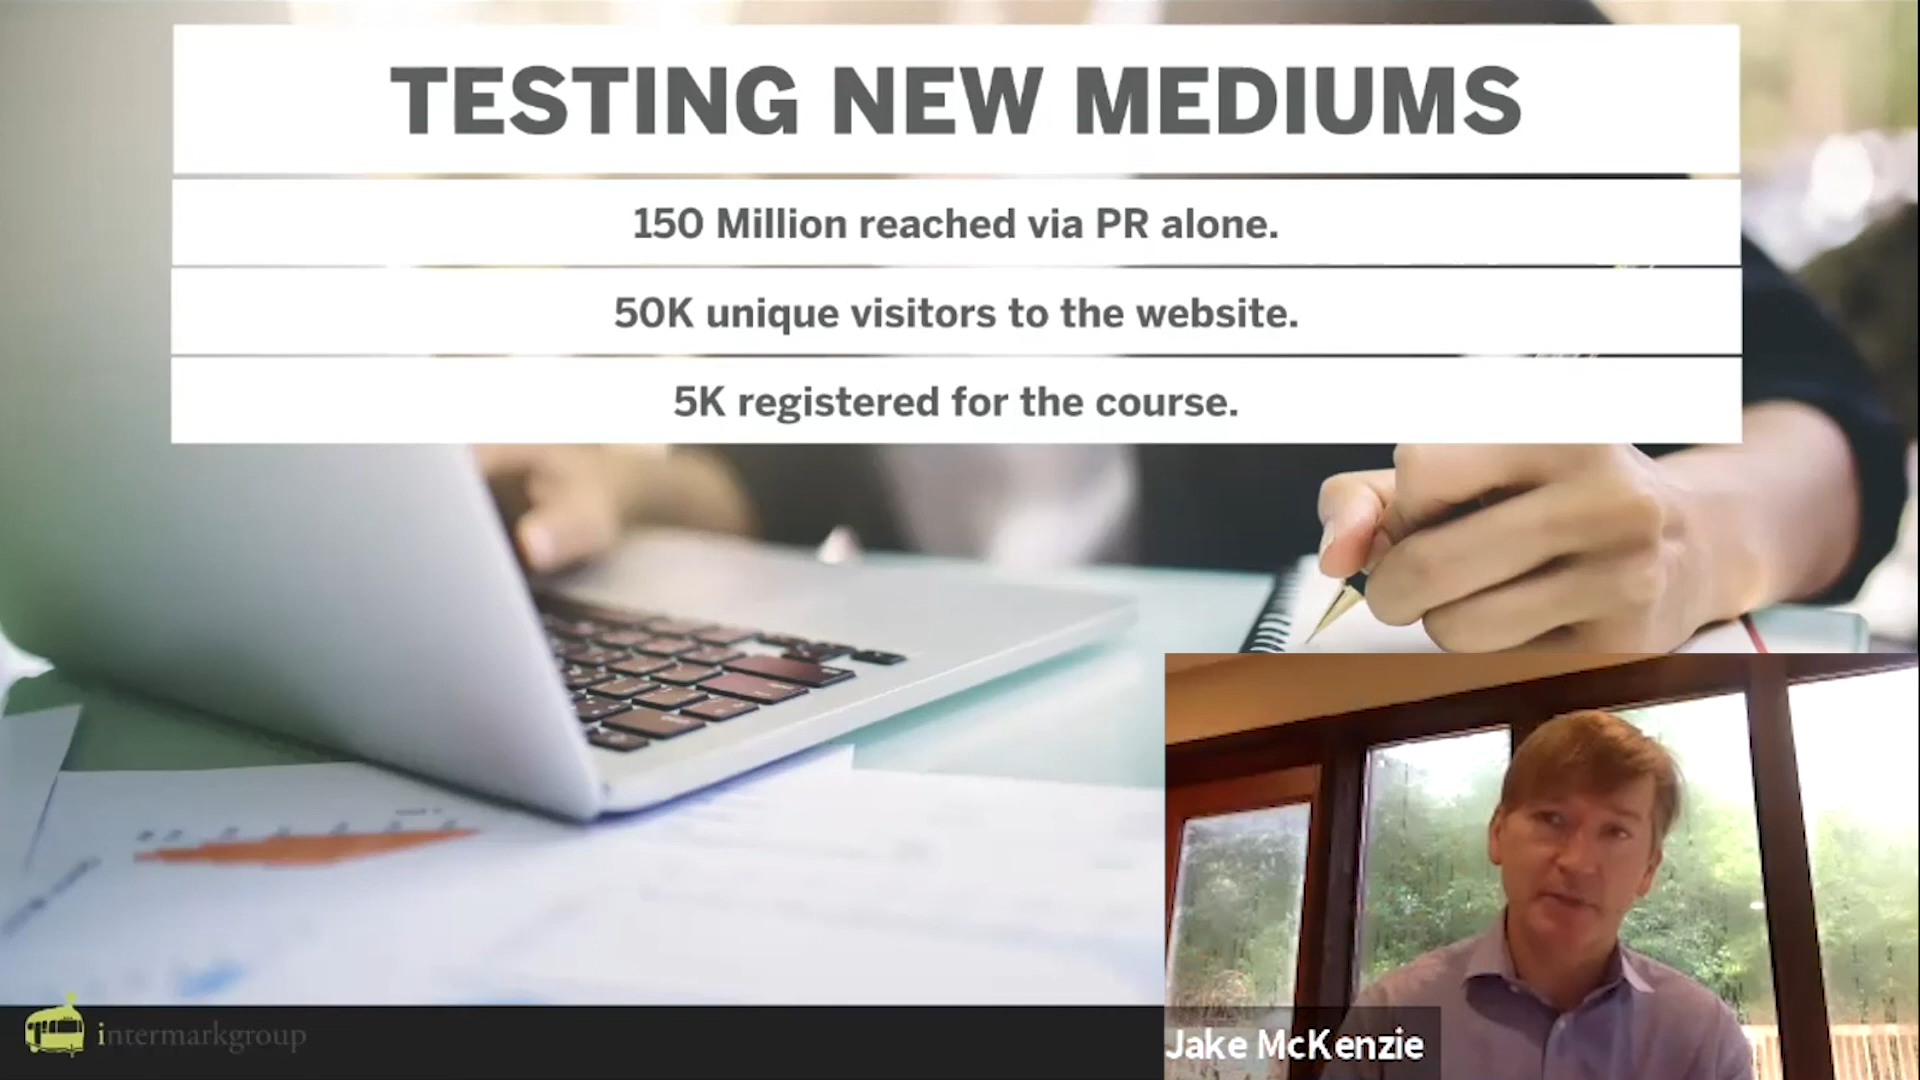 TESTING NEW MEDIUMS
150 Million reached via PR alone.
50K unique visitors to the website.
5K registered for the course.
intermarkgroup
Jake McKenzie